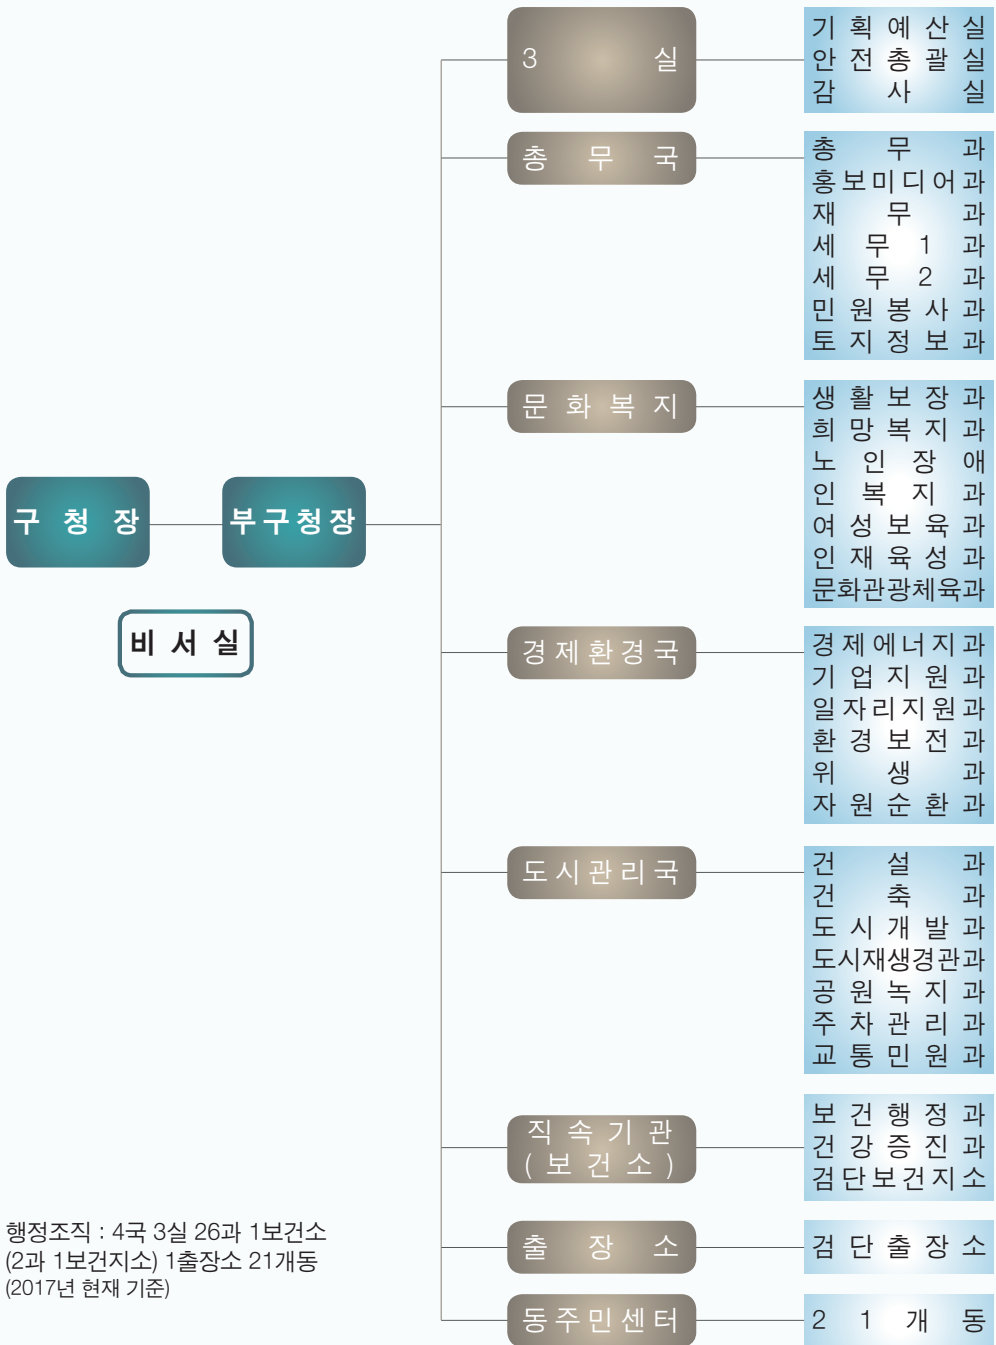 구청장
부구청장
비서실
3실
기획예산실
안전총괄실
감사실
총무국
총무과
홍보미디어과
재무과
세무1과
세무2과
민원봉사과
토지정보과
문화복지
생활보장과
희망복지과
노인장애
인복지과
여성보육과
인재육성과
문화관광체육과
경제환경국
경제에너지과
기업지원과
일자리지원과
환경보전과
위생과
자원순환과
도시관리국
건설과
건축과
도시개발과
도시재생경관과
공원녹지과
주차관리과
교통민원과
직속기관
(보건소)
보건행정과
건강증진과
검단보건지소
출장소
검단출장소
동주민센터
21개동
행정조직 : 4국 3실 26과 1보건소
(2과 1보건지소) 1출장소 21개동
(2017년 현재 기준)